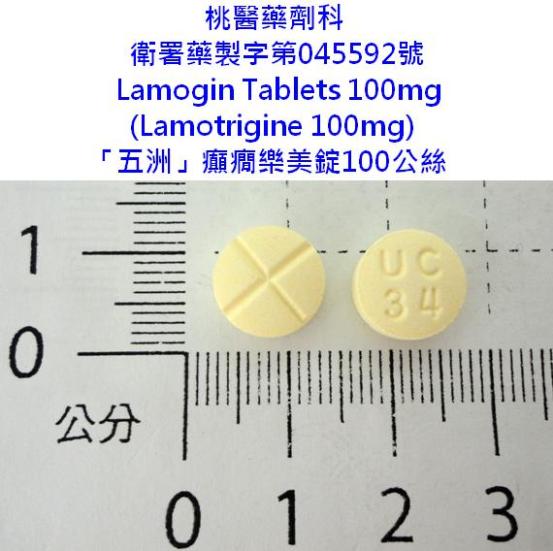 桃醫藥劑科
衛署藥製字第045592號
Lamogin Tablets 100mg
(Lamotrigine 100mg)
「五洲」癲癇樂美錠100公絲
1
0
公分
UC
34
0 1 2 3